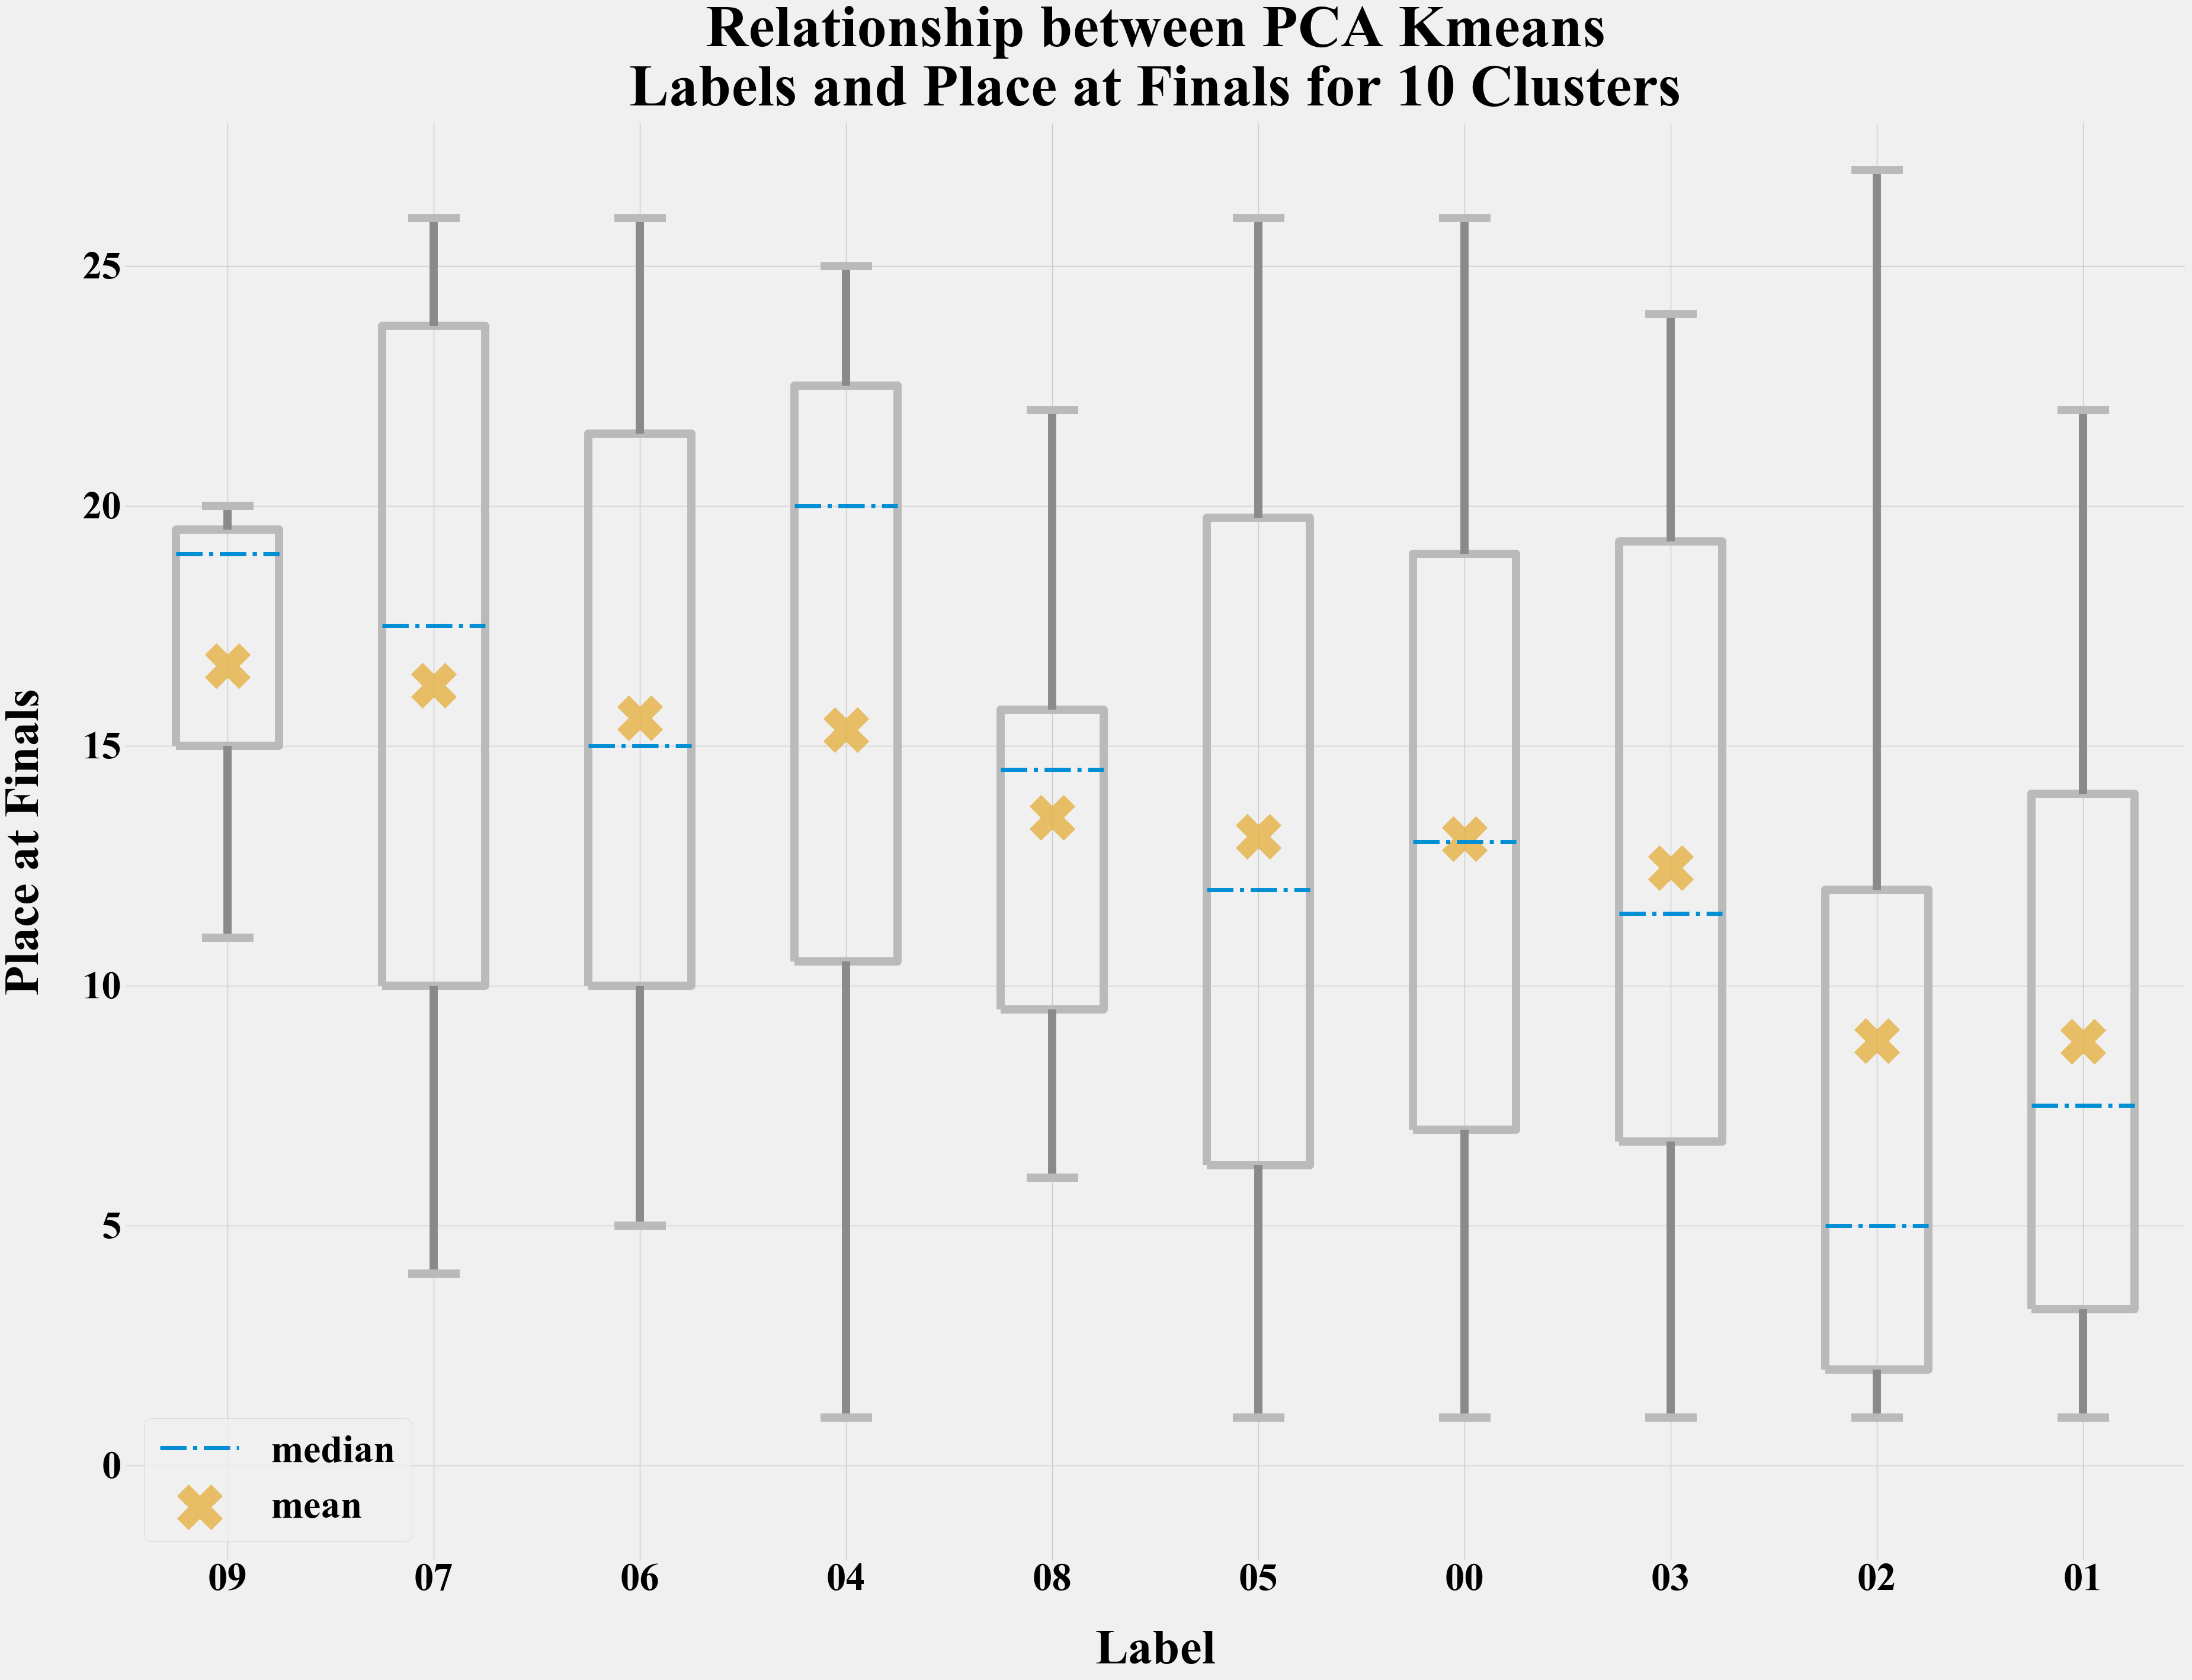 Relationship between PCA Kmeans
Labels and Place at Finals for 10 Clusters
Place at Finals
25
20
15
10
5
0
median
mean
09 07 06 04 08 05 00 03 02 01
Label